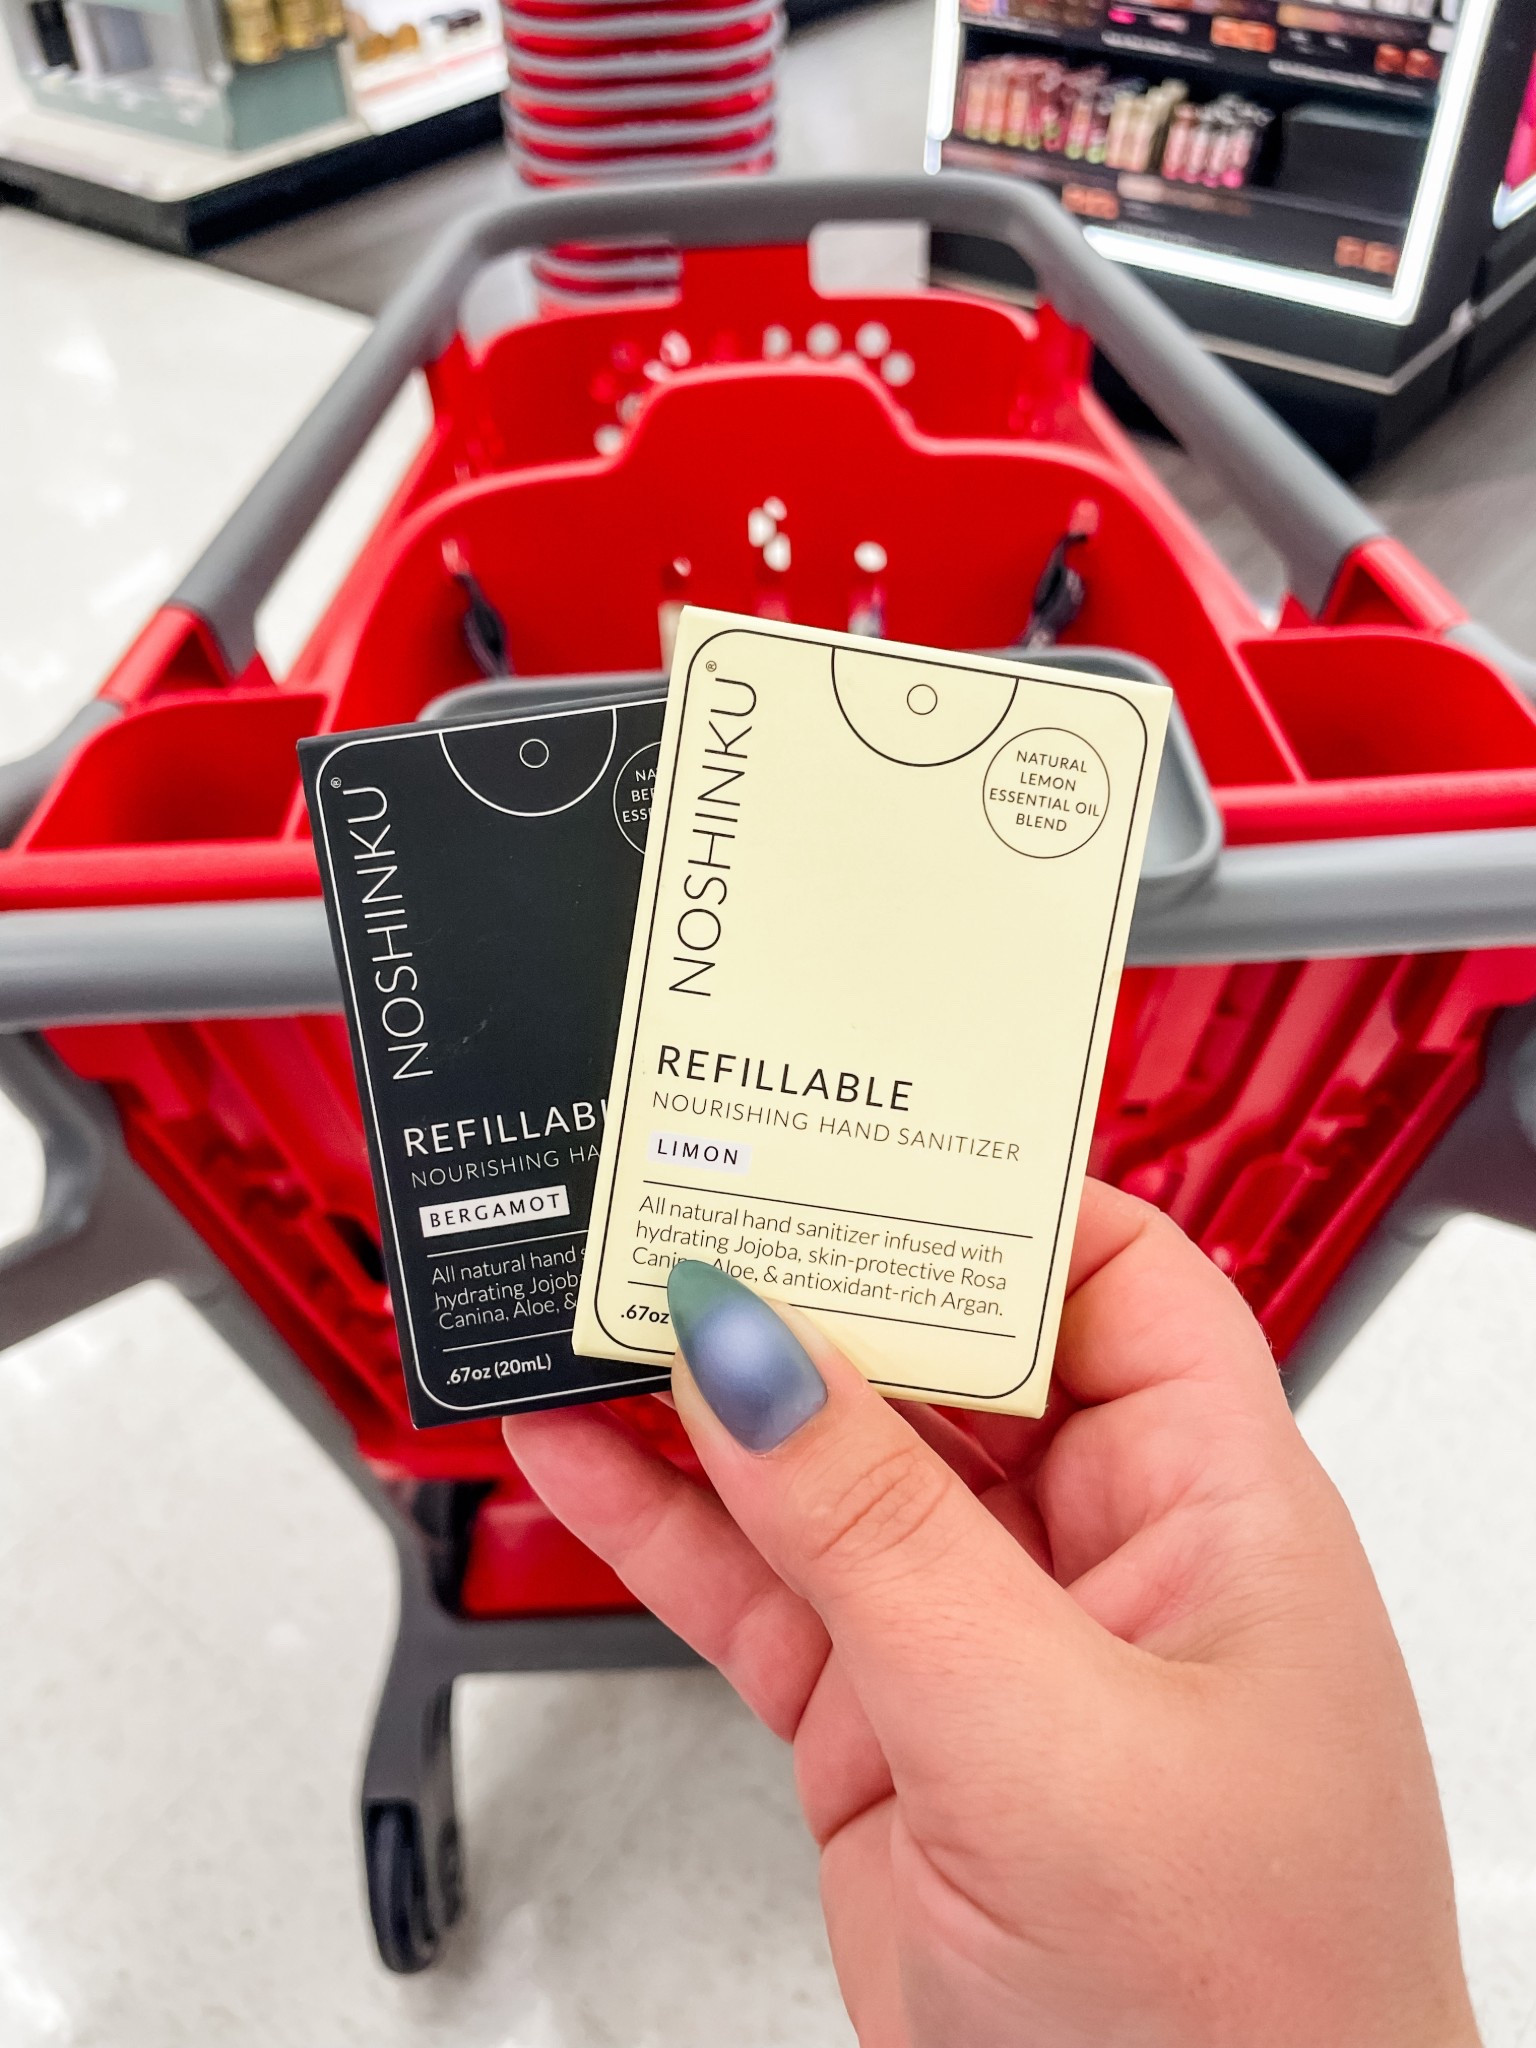 NOSHINKU®
REFILLABL
NOURISHING HA
BERGAMOT
All natural hand
hydrating Jojob
Canina, Aloe, &
.67oz (20mL)
NOSHINKU®
NATURAL
LEMON
ESSENTIAL OIL
BLEND
REFILLABLE
NOURISHING HAND SANITIZER
LIMON
All natural hand sanitizer infused with
hydrating Jojoba, skin-protective Rosa
Canina, Aloe, & antioxidant-rich Argan.
.67oz